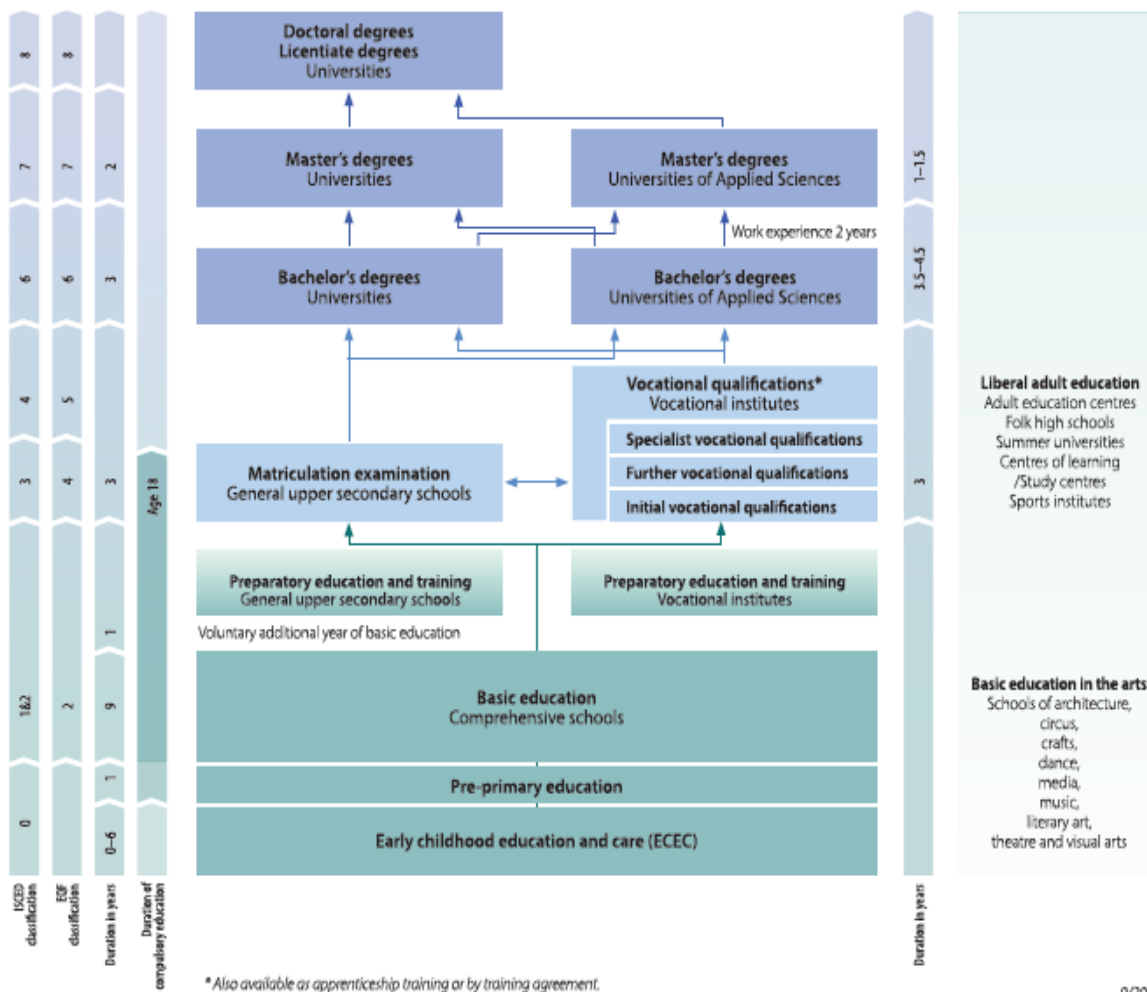 Doctoral degrees
Licentiate degrees
Universities
Master's degrees
Universities
Master's degrees
Universities of Applied Sciences
Work experience 2 years
Bachelor's degrees
Universities
Bachelor's degrees
Universities of Applied Sciences
Vocational qualifications*
Vocational institutes
Specialist vocational qualifications
Further vocational qualifications
Initial vocational qualifications
Matriculation examination
General upper secondary schools
Preparatory education and training
General upper secondary schools
Preparatory education and training
Vocational institutes
Voluntary additional year of basic education
Basic education
Comprehensive schools
Pre-primary education
Early childhood education and care (ECEC)
8
7
6
4
3
1&2
0
ISCED
classification
8
7
6
5
4
2
EQF
classification
2
3
3
1
9
1
0–6
Duration in years
Age 18
Duration of
compulsory education
1–1.5
3.5–4.5
3
Duration in years
Liberal adult education
Adult education centres
Folk high schools
Summer universities
Centres of learning
/Study centres
Sports institutes
Basic education in the arts
Schools of architecture,
circus,
crafts,
dance,
media,
music,
literary art,
theatre and visual arts
* Also available as apprenticeship training or by training agreement.